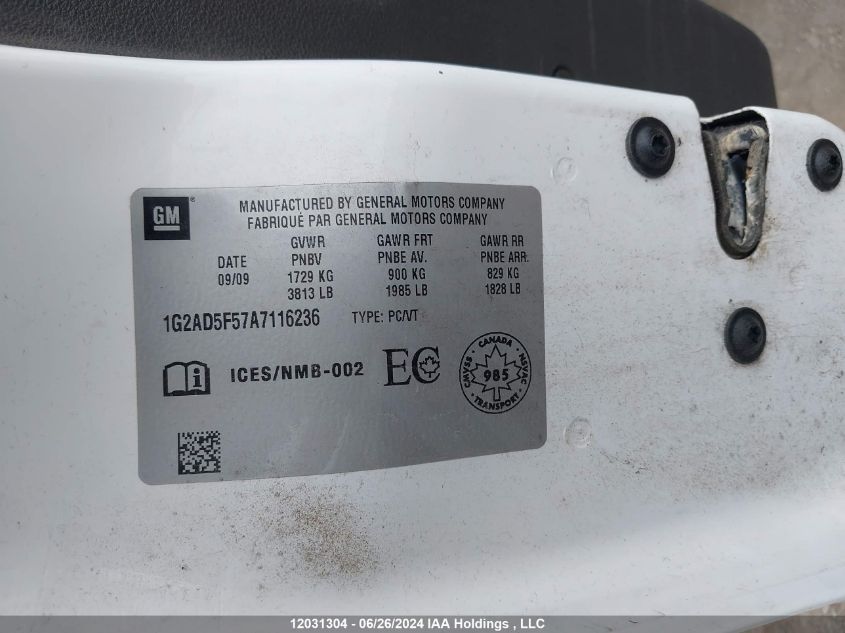 GM ®
MANUFACTURED BY GENERAL MOTORS COMPANY
FABRIQUÉ PAR GENERAL MOTORS COMPANY
GVWR GAWR FRT GAWR RR
DATE PNBV PNBE AV. PNBE ARR.
09/09 1729 KG 900 KG 829 KG
3813 LB 1985 LB 1828 LB
1G2AD5F57A7116236 TYPE: PC/VT
i ICES/NMB-002 EC
CANADA
CMVSS 985 NSVAC
TRANSPORT
12031304 - 06/26/2024 IAA Holdings , LLC